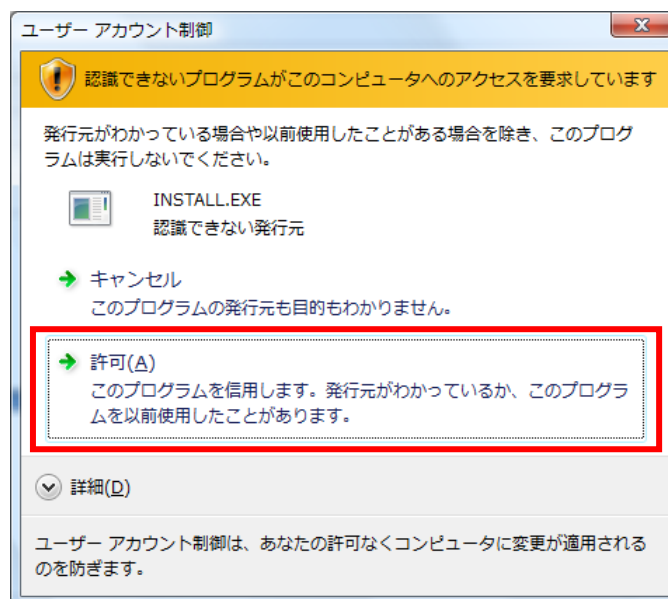 ユーザー アカウント制御
認識できないプログラムがこのコンピュータへのアクセスを要求しています
発行元がわかっている場合や以前使用したことがある場合を除き、このプログ
ラムは実行しないでください。
INSTALL.EXE
認識できない発行元
キャンセル
このプログラムの発行元も目的もわかりません。
許可(A)
このプログラムを信用します。発行元がわかっているか、このプログラ
ムを以前使用したことがあります。
詳細(D)
ユーザー アカウント制御は、あなたの許可なくコンピュータに変更が適用される
のを防ぎます。